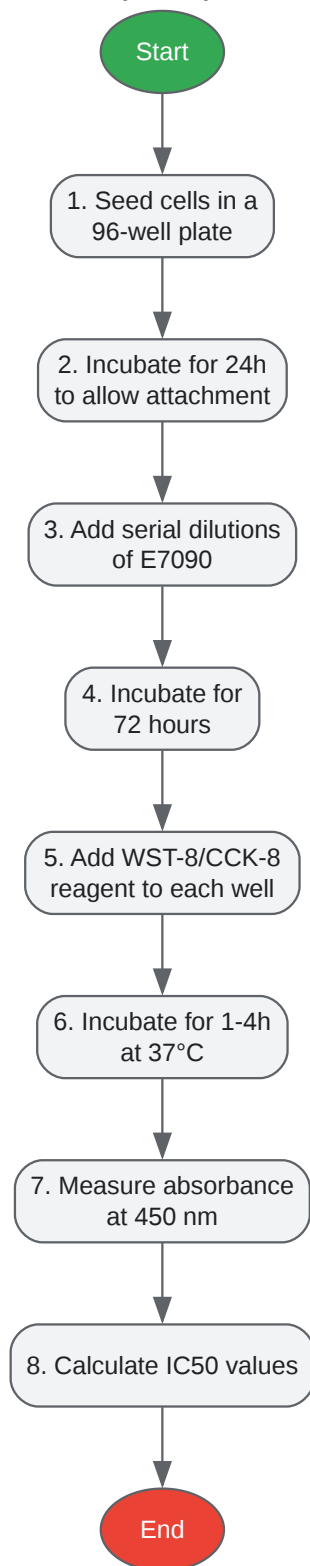 Start
1. Seed cells in a
96-well plate
2. Incubate for 24h
to allow attachment
3. Add serial dilutions
of E7090
4. Incubate for
72 hours
5. Add WST-8/CCK-8
reagent to each well
6. Incubate for 1-4h
at 37°C
7. Measure absorbance
at 450 nm
8. Calculate IC50 values
End